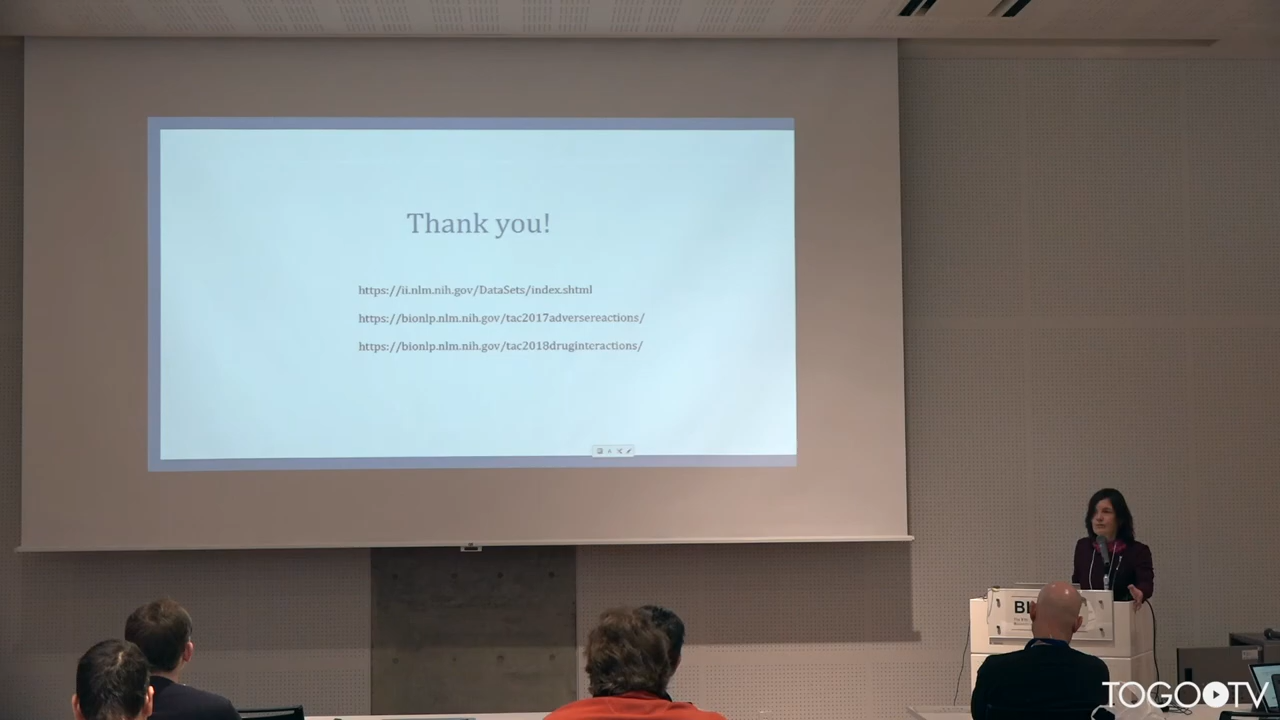 Thank you!
https://ii.nlm.nih.gov/DataSets/index.shtml
https://bionlp.nlm.nih.gov/tac2017adversereactions/
https://bionlp.nlm.nih.gov/tac2018druginteractions/
TOGOTV